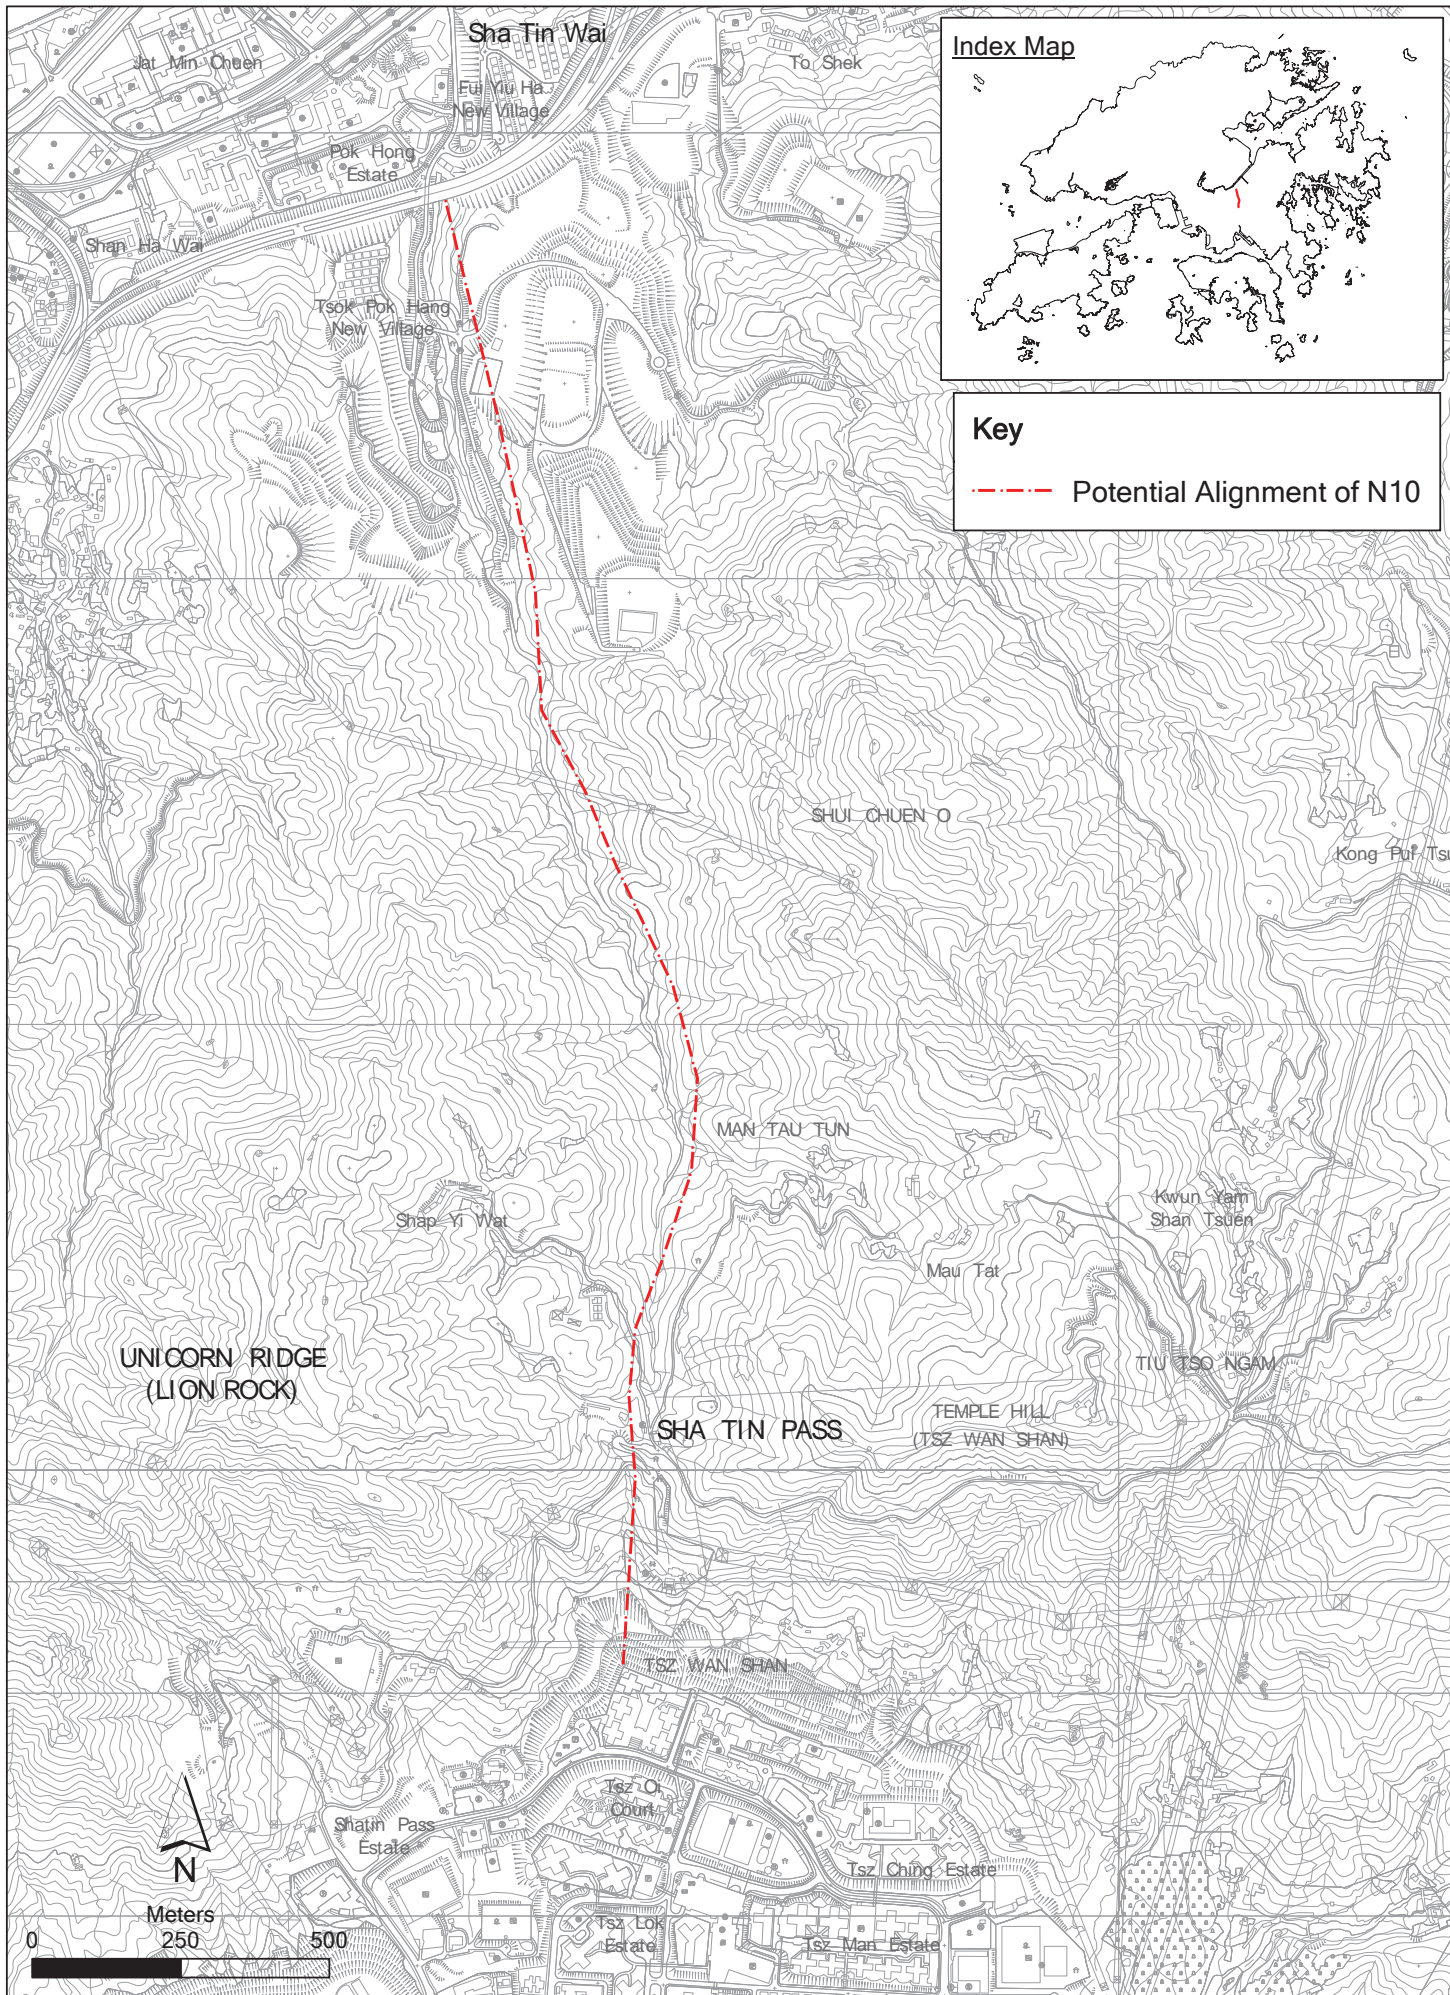 Sha Tin Wai
Jat Min Chuen
To Shek
Fui Yiu Ha
New Village
Pok Hong
Estate
Shan Ha Wai
Tsok Pok Hang
New Village
Index Map
Key
Potential Alignment of N10
SHUI CHUEN O
Kong Pui Tsu
MAN TAU TUN
Shap Yi Wat
Kwun Yam
Shan Tsuen
Mau Tat
UNICORN RIDGE
(LION ROCK)
TIU TSO NGAM
SHA TIN PASS
TEMPLE HILL
(TSZ WAN SHAN)
TSZ WAN SHAN
Tsz Oi
Court
Shatin Pass
Estate
Tsz Ching Estate
Tsz Lok
Estate
Tsz Man Estate
N
Meters
0 250 500